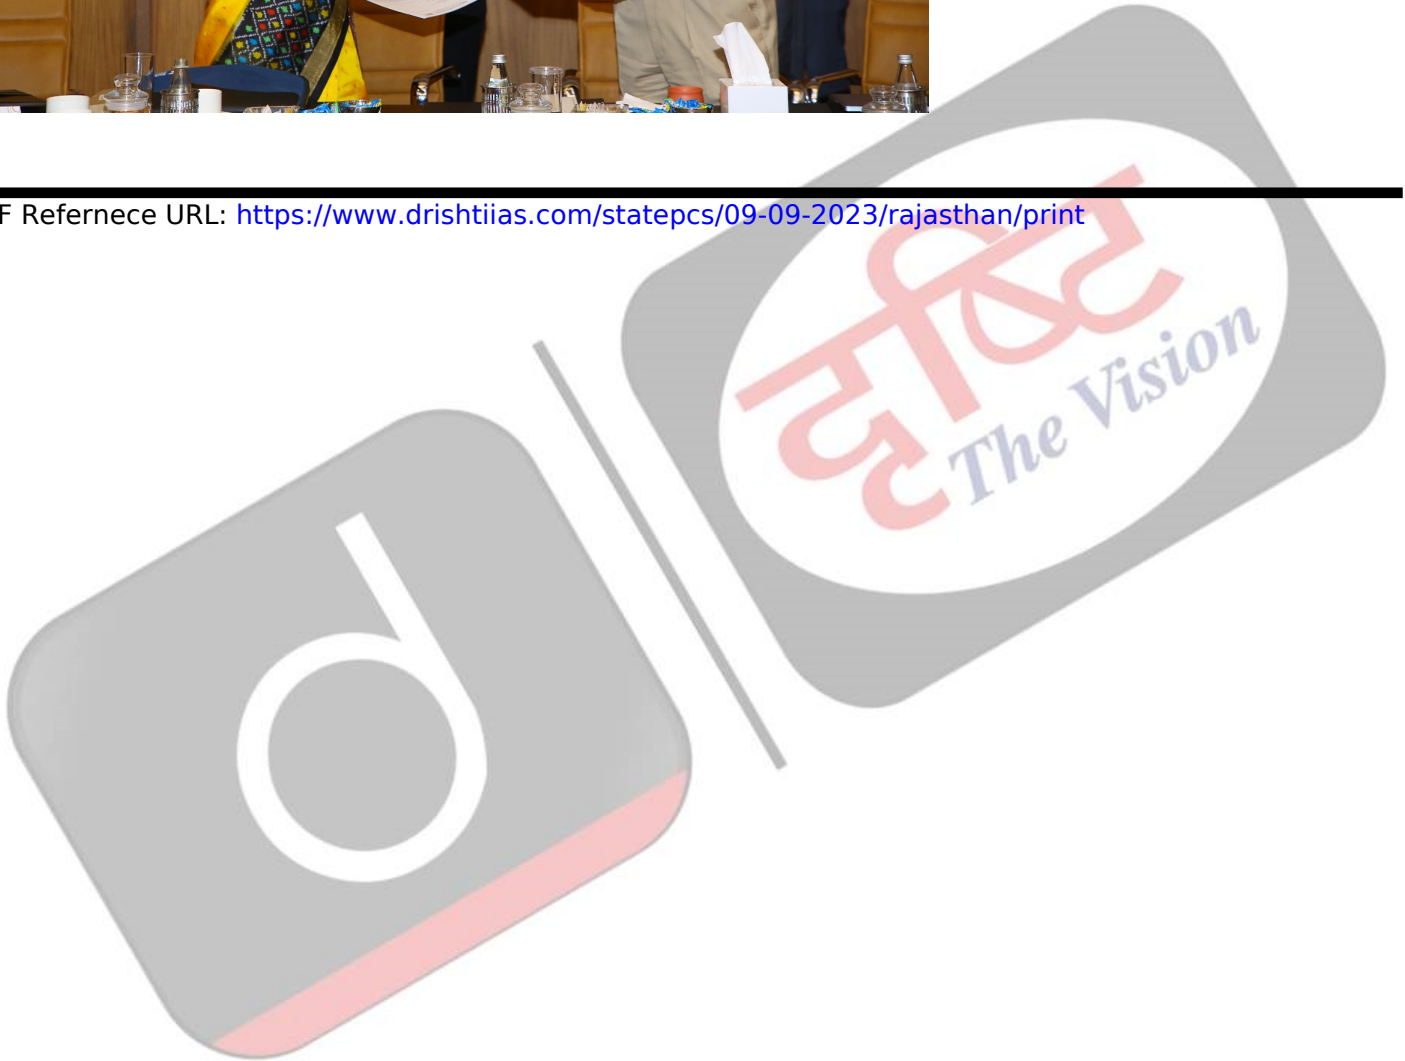 F Refernece URL: https://www.drishtiias.com/statepcs/09-09-2023/rajasthan/print
दृष्टि
The Vision
d